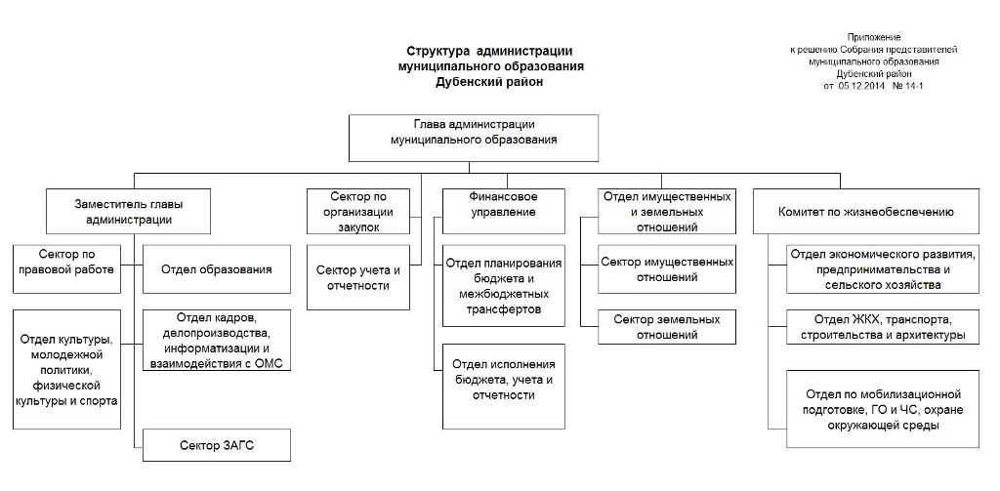 Структура администрации
муниципального образования
Дубенский район
Приложение
к решению Собрания представителей
муниципального образования
Дубенский район
от 05.12.2014 № 14-1
Глава администрации
муниципального образования
Заместитель главы
администрации
Сектор по
организации
закупок
Финансовое
управление
Отдел имущественных
и земельных
отношений
Комитет по жизнеобеспечению
Сектор по
правовой работе
Отдел образования
Сектор учета и
отчетности
Отдел планирования
бюджета и
межбюджетных
трансфертов
Сектор имущественных
отношений
Отдел экономического развития,
предпринимательства и
сельского хозяйства
Отдел культуры,
молодежной
политики,
физической
культуры и спорта
Отдел кадров,
делопроизводства,
информатизации и
взаимодействия с ОМС
Отдел исполнения
бюджета, учета и
отчетности
Сектор земельных
отношений
Отдел ЖКХ, транспорта,
строительства и архитектуры
Отдел по мобилизационной
подготовке, ГО и ЧС, охране
окружающей среды
Сектор ЗАГС